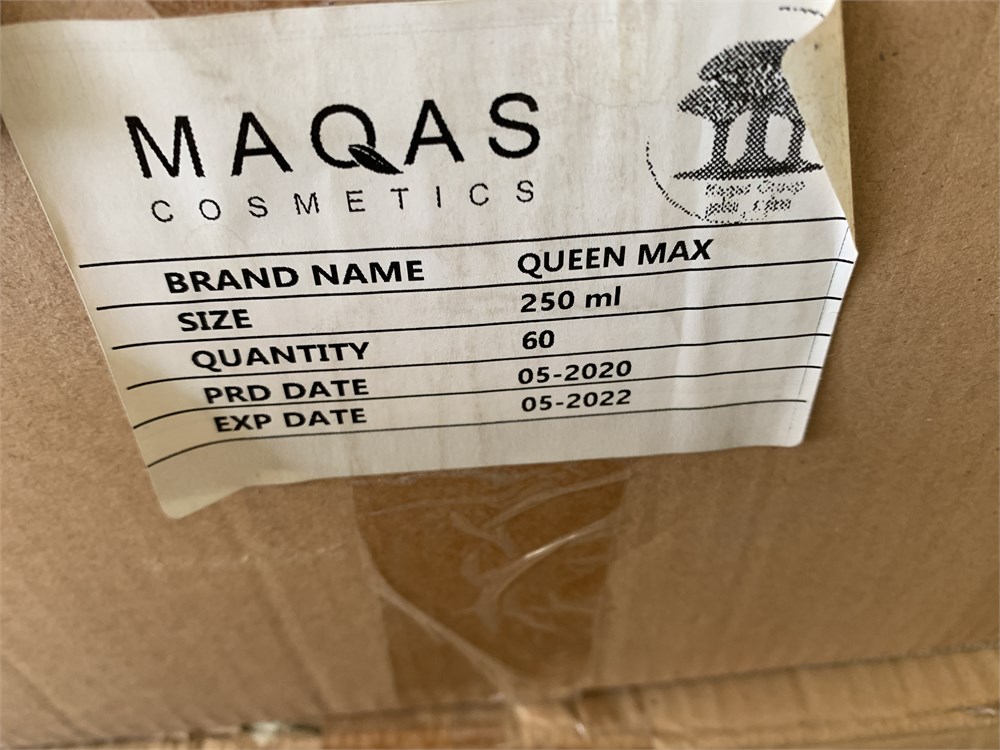 MAQAS
COSMETICS
BRAND NAME QUEEN MAX
SIZE 250 ml
QUANTITY 60
PRD DATE 05-2020
EXP DATE 05-2022